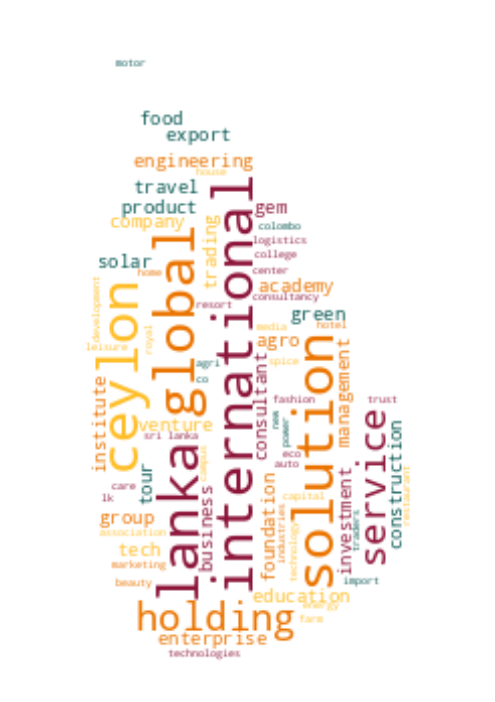 motor
food
export
engineering
house
travel
product
gem
company
colombo
trading
logistics
solar
college
home
center
academy
development
consultancy
resort
green
international
global
ceylon
media
hotel
royal
agro
leisure
agri
spice
co
solution
management
consultant
institute
fashion
trust
venture
new
power
sri lanka
service
construction
lanka
campus
eco
auto
tour
care
lk
business
foundation
capital
investment
restaurant
group
industries
technology
traders
association
tech
marketing
beauty
import
education
energy
holding
farm
enterprise
technologies